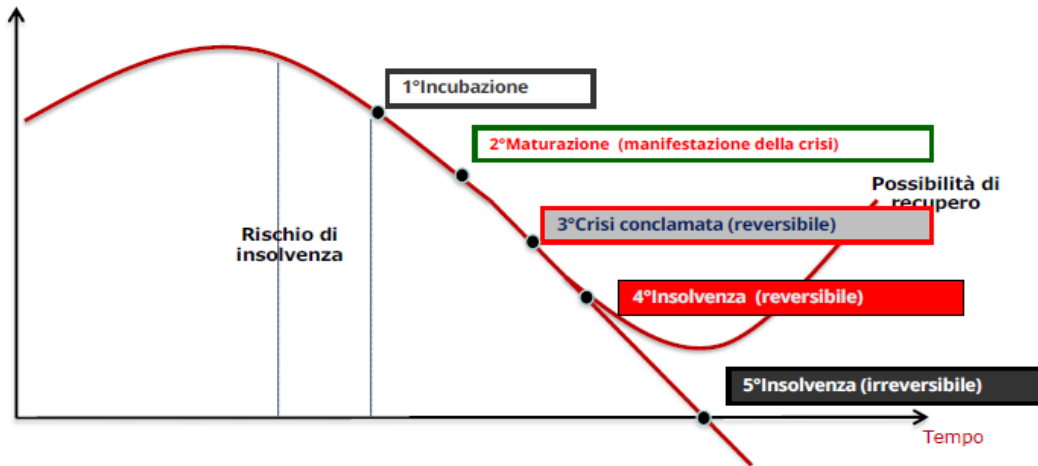 1°Incubazione
2°Maturazione (manifestazione della crisi)
Possibilità di
recupero
3°Crisi conclamata (reversibile)
Rischio di
insolvenza
4°Insolvenza (reversibile)
5°Insolvenza (irreversibile)
Tempo